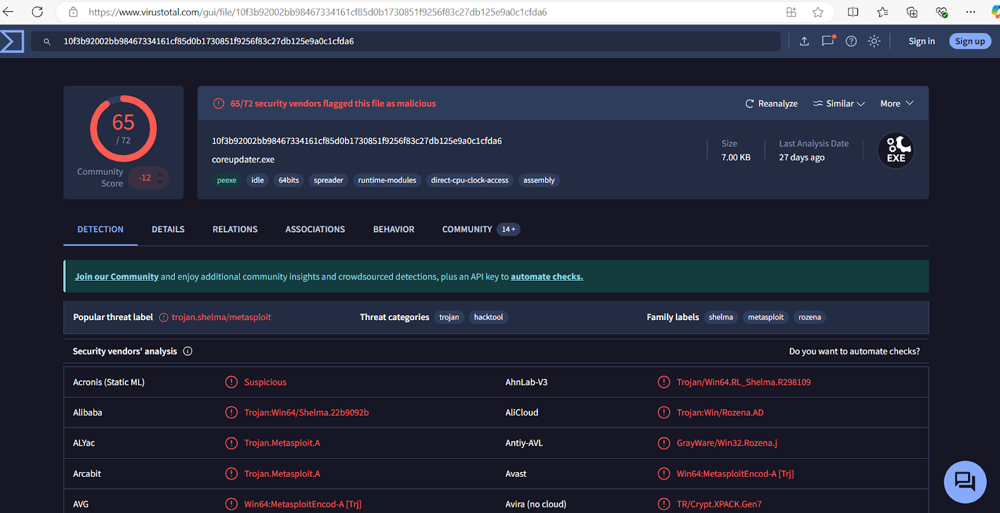 https://www.virustotal.com/gui/file/10f3b92002bb98467334161cf85d0b1730851f9256f83c27db125e9a0c1cfda6
10f3b92002bb98467334161cf85d0b1730851f9256f83c27db125e9a0c1cfda6
Sign in
Sign up
65
/ 72
Community
Score
-12
65/72 security vendors flagged this file as malicious
Reanalyze
Similar
More
10f3b92002bb98467334161cf85d0b1730851f9256f83c27db125e9a0c1cfda6
coreupdater.exe
peexe idle 64bits spreader runtime-modules direct-cpu-clock-access assembly
Size
7.00 KB
Last Analysis Date
27 days ago
EXE
DETECTION DETAILS RELATIONS ASSOCIATIONS BEHAVIOR COMMUNITY 14+
Join our Community and enjoy additional community insights and crowdsourced detections, plus an API key to automate checks.
Popular threat label trojan.shelma/metasploit Threat categories trojan hacktool Family labels shelma metasploit rozena
Security vendors' analysis Do you want to automate checks?
Acronis (Static ML) Suspicious AhnLab-V3 Trojan/Win64.RL_Shelma.R298109
Alibaba Trojan:Win64/Shelma.22b9092b AliCloud Trojan:Win/Rozena.AD
ALYac Trojan.Metasploit.A Antiy-AVL GrayWare/Win32.Rozena.j
Arcabit Trojan.Metasploit.A Avast Win64:MetasploitEncod-A [Trj]
AVG Win64:MetasploitEncod-A [Trj] Avira (no cloud) TR/Crypt.XPACK.Gen7